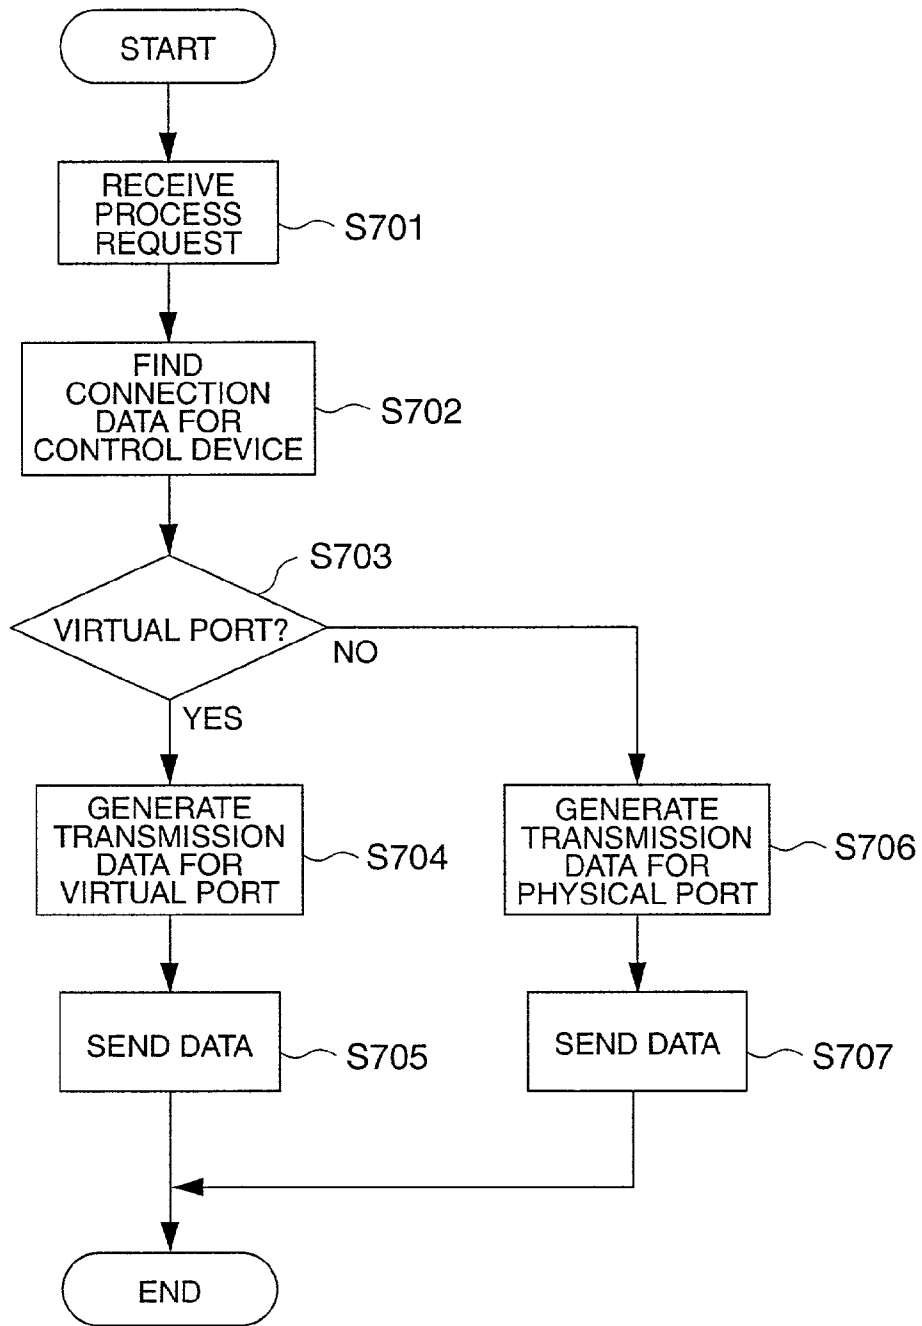 START
RECEIVE
PROCESS
REQUEST
S701
FIND
CONNECTION
DATA FOR
CONTROL DEVICE
S702
S703
VIRTUAL PORT?
NO
YES
GENERATE
TRANSMISSION
DATA FOR
VIRTUAL PORT
S704
GENERATE
TRANSMISSION
DATA FOR
PHYSICAL PORT
S706
SEND DATA
S705
SEND DATA
S707
END